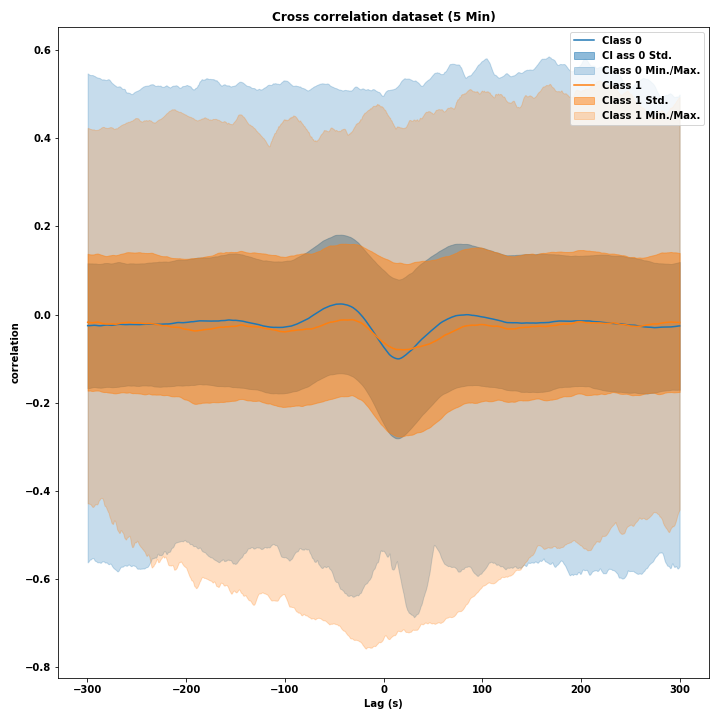 Cross correlation dataset (5 Min)
Class 0
Cl ass 0 Std.
Class 0 Min./Max.
Class 1
Class 1 Std.
Class 1 Min./Max.
0.6
0.4
0.2
0.0
−0.2
−0.4
−0.6
−0.8
correlation
−300 −200 −100 0 100 200 300
Lag (s)